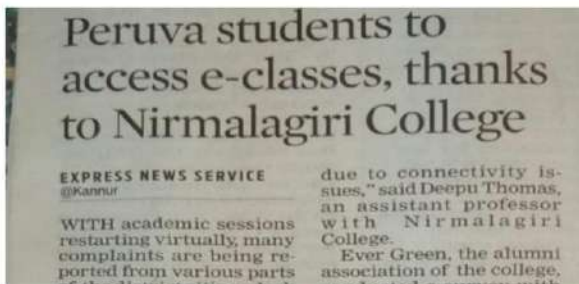 Peruva students to
access e-classes, thanks
to Nirmalagiri College
EXPRESS NEWS SERVICE
@Kannur
WITH academic sessions
restarting virtually, many
complaints are being re-
ported from various parts
due to connectivity is-
sues," said Deepu Thomas,
an assistant professor
with Nirmalagiri
College.
Ever Green, the alumni
association of the college,